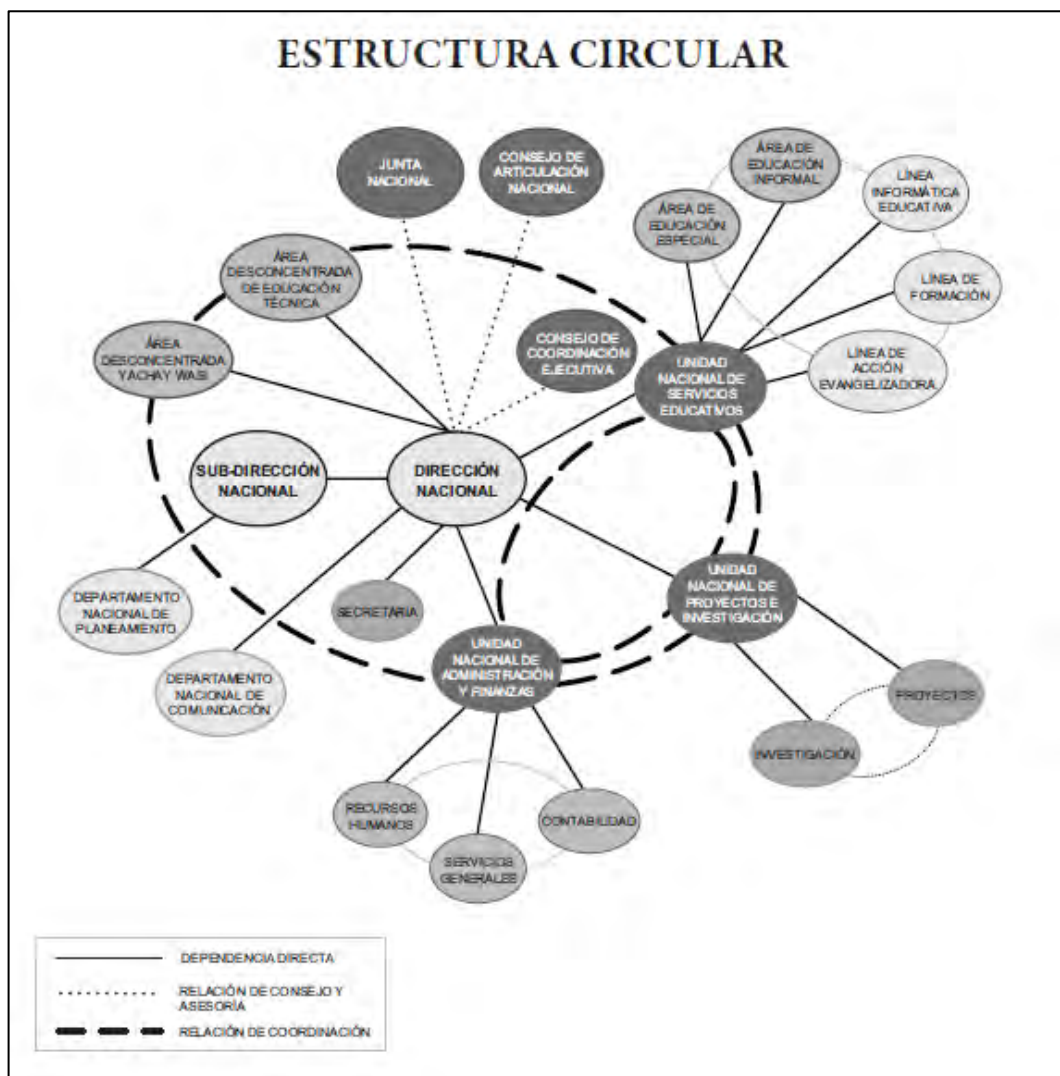 ESTRUCTURA CIRCULAR
JUNTA
NACIONAL
CONSEJO DE
ARTICULACIÓN
NACIONAL
ÁREA DE
EDUCACIÓN
INFORMAL
LÍNEA
INFORMÁTICA
EDUCATIVA
ÁREA DE
EDUCACIÓN
ESPECIAL
LÍNEA DE
FORMACIÓN
LÍNEA DE
ACCIÓN
EVANGELIZADORA
ÁREA
DESCONCENTRADA
DE EDUCACIÓN
TÉCNICA
ÁREA
DESCONCENTRADA
YACHAY WASI
CONSEJO DE
COORDINACIÓN
EJECUTIVA
UNIDAD
NACIONAL DE
SERVICIOS
EDUCATIVOS
SUB-DIRECCIÓN
NACIONAL
DIRECCIÓN
NACIONAL
DEPARTAMENTO
NACIONAL DE
PLANEAMIENTO
SECRETARIA
UNIDAD
NACIONAL DE
PROYECTOS E
INVESTIGACIÓN
DEPARTAMENTO
NACIONAL DE
COMUNICACIÓN
UNIDAD
NACIONAL DE
ADMINISTRACIÓN
Y FINANZAS
PROYECTOS
INVESTIGACIÓN
RECURSOS
HUMANOS
SERVICIOS
GENERALES
CONTABILIDAD
DEPENDENCIA DIRECTA
RELACIÓN DE CONSEJO Y
ASESORÍA
RELACIÓN DE COORDINACIÓN